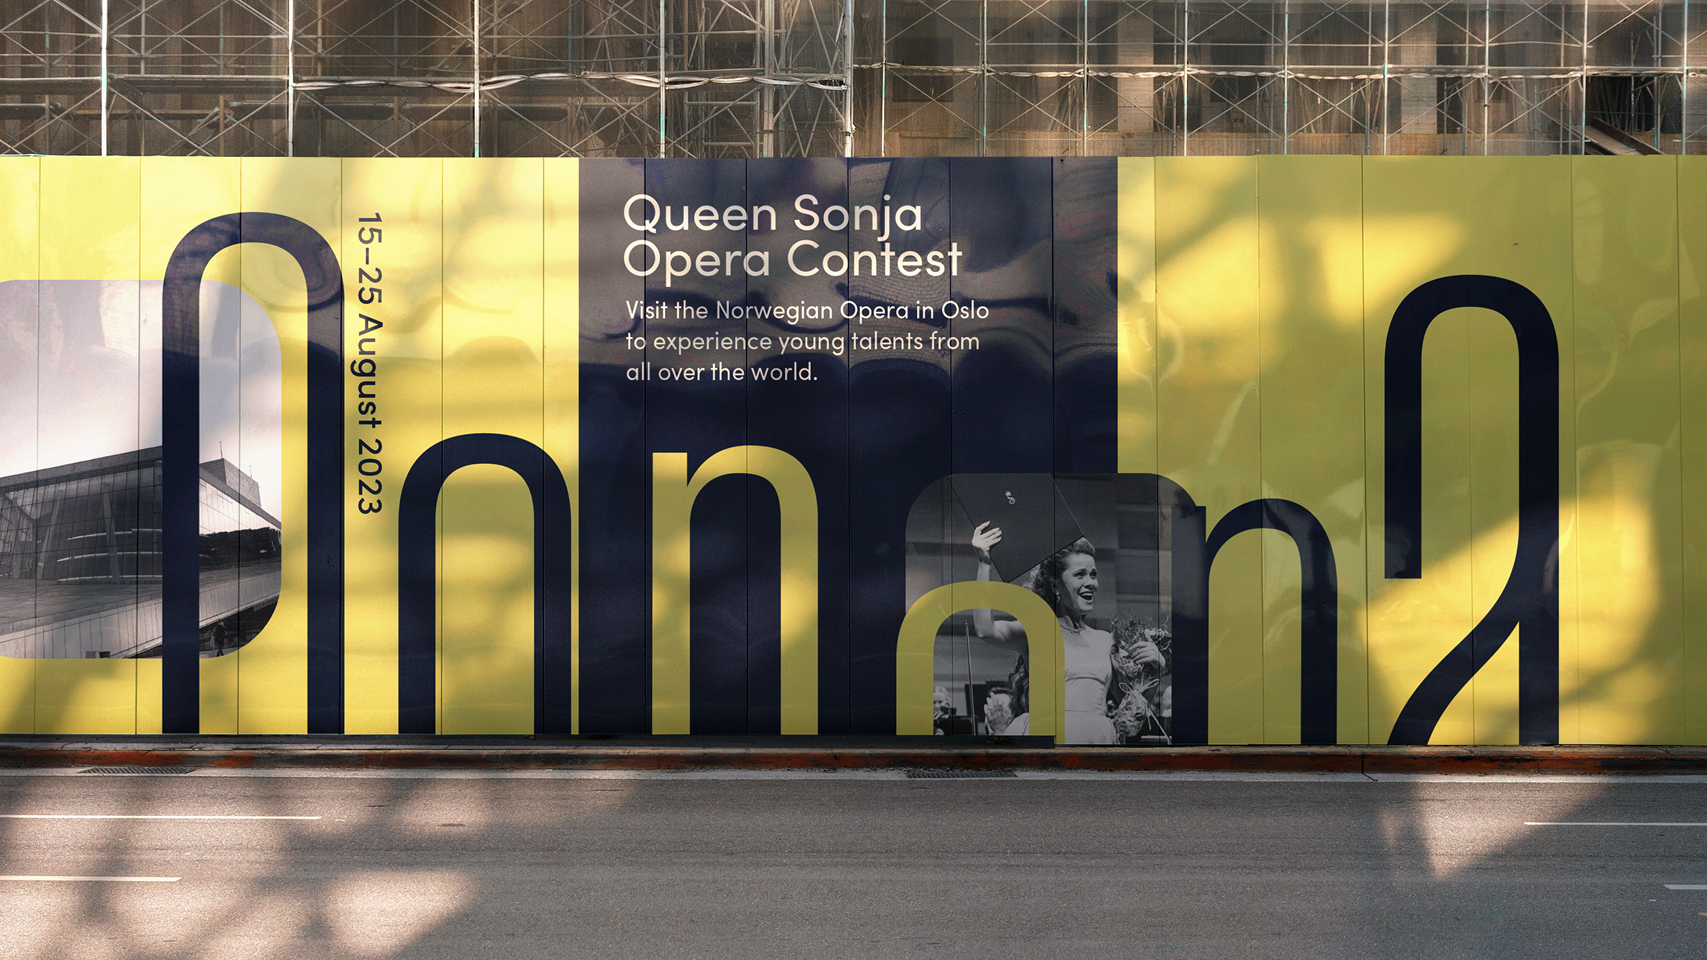 15–25 August 2023
Queen Sonja
Opera Contest
Visit the Norwegian Opera in Oslo
to experience young talents from
all over the world.